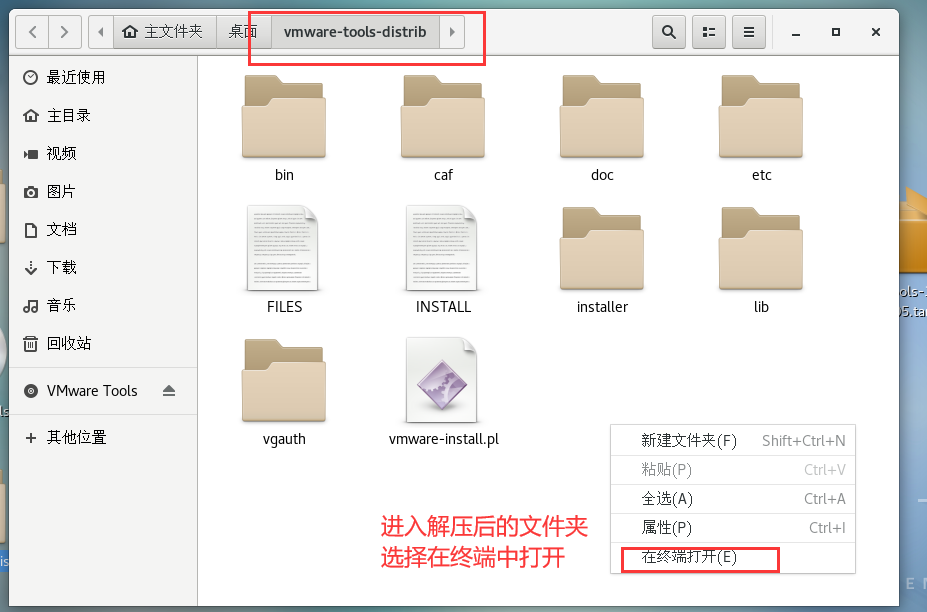 主文件夹
桌面
vmware-tools-distrib
最近使用
主目录
视频
图片
文档
下载
音乐
回收站
VMware Tools
其他位置
bin
caf
doc
etc
FILES
INSTALL
installer
lib
vgauth
vmware-install.pl
新建文件夹(F) Shift+Ctrl+N
粘贴(P) Ctrl+V
全选(A) Ctrl+A
属性(P) Ctrl+I
在终端打开(E)
进入解压后的文件夹
选择在终端中打开